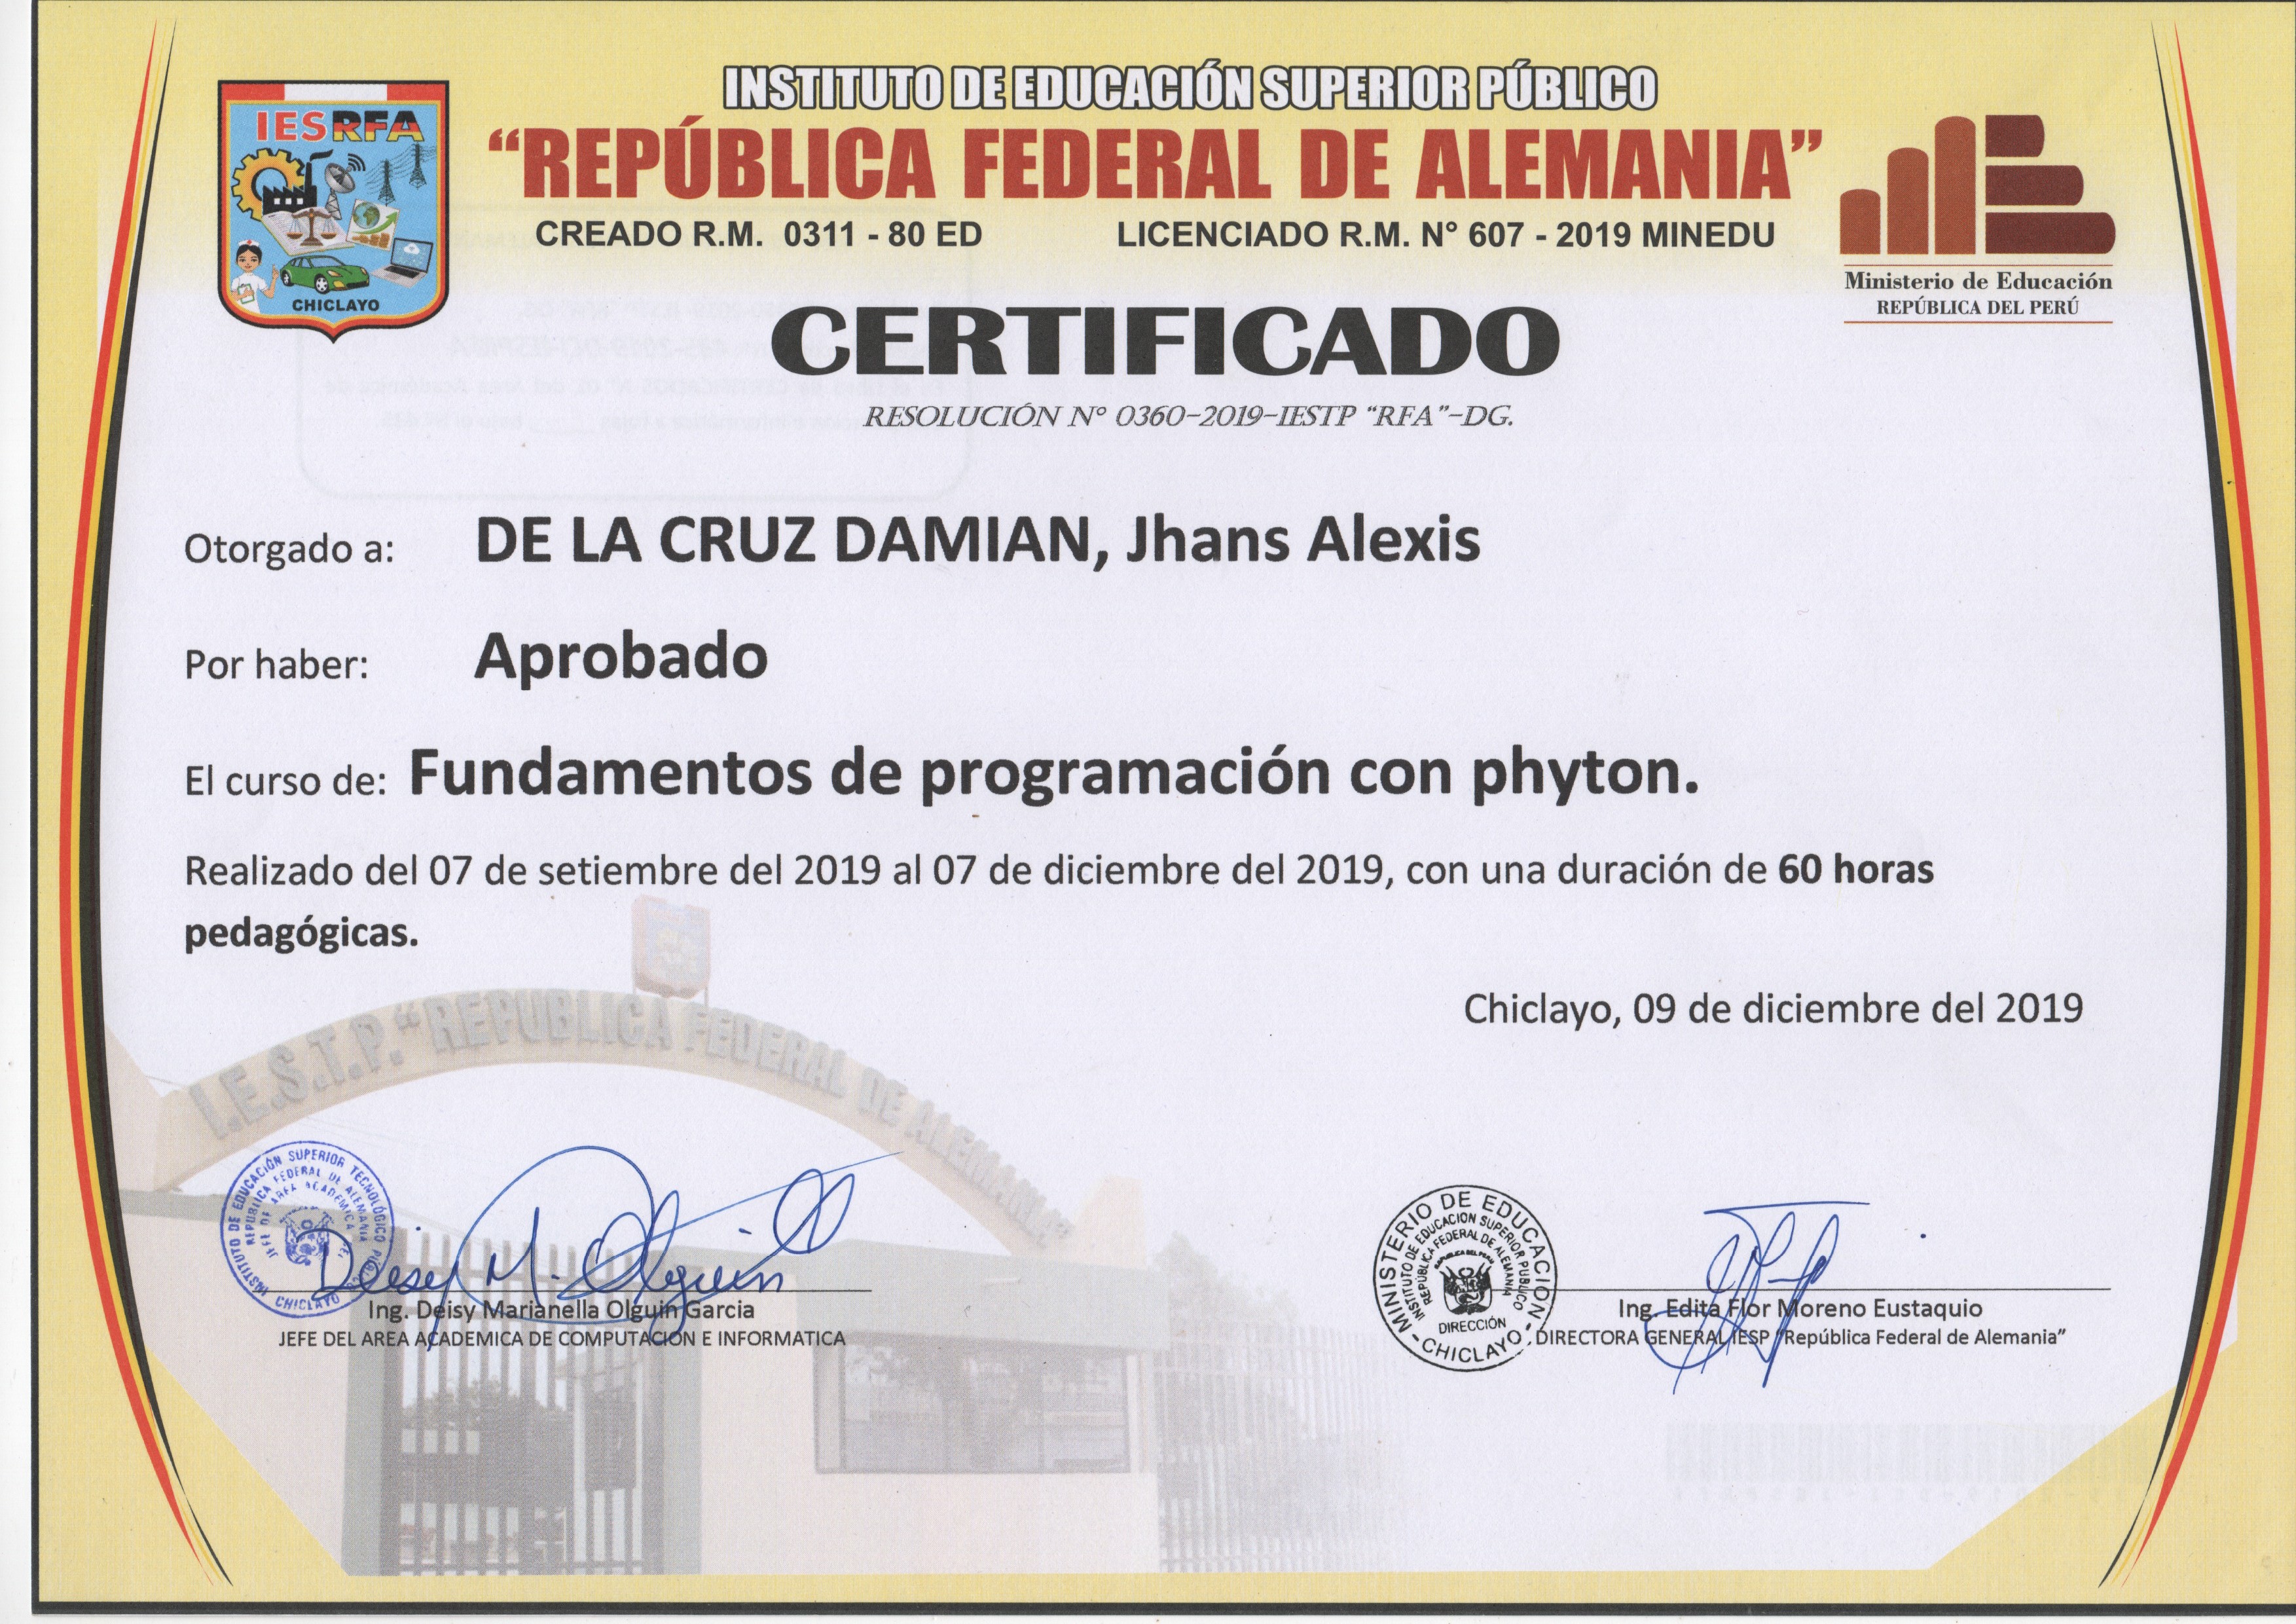 INSTITUTO DE EDUCACIÓN SUPERIOR PÚBLICO
IESRFA
"REPÚBLICA FEDERAL DE ALEMANIA"
CREADO R.M. 0311 - 80 ED LICENCIADO R.M. N° 607 - 2019 MINEDU
CHICLAYO
Ministerio de Educación
REPÚBLICA DEL PERÚ
CERTIFICADO
RESOLUCIÓN N° 0360-2019-IESTP "RFA"-DG.
Otorgado a: DE LA CRUZ DAMIAN, Jhans Alexis
Por haber: Aprobado
El curso de: Fundamentos de programación con phyton.
Realizado del 07 de setiembre del 2019 al 07 de diciembre del 2019, con una duración de 60 horas
pedagógicas.
Chiclayo, 09 de diciembre del 2019
I.E.S.T.P. "REPUBLICA FEDERAL DE ALEMANIA"
INSTITUTO DE EDUCACIÓN SUPERIOR TECNOLÓGICO PÚBLICO
REPÚBLICA FEDERAL DE ALEMANIA
JEFE DE AREA ACADEMICA
CHICLAYO
Deisy M. Olguin
Ing. Deisy Marianella Olguin Garcia
JEFE DEL AREA ACADEMICA DE COMPUTACION E INFORMATICA
MINISTERIO DE EDUCACIÓN
INSTITUTO DE EDUCACION SUPERIOR PUBLICO
REPÚBLICA FEDERAL DE ALEMANIA
DIRECCIÓN
- CHICLAYO -
Ing. Edita Flor Moreno Eustaquio
DIRECTORA GENERAL IESP "República Federal de Alemania"